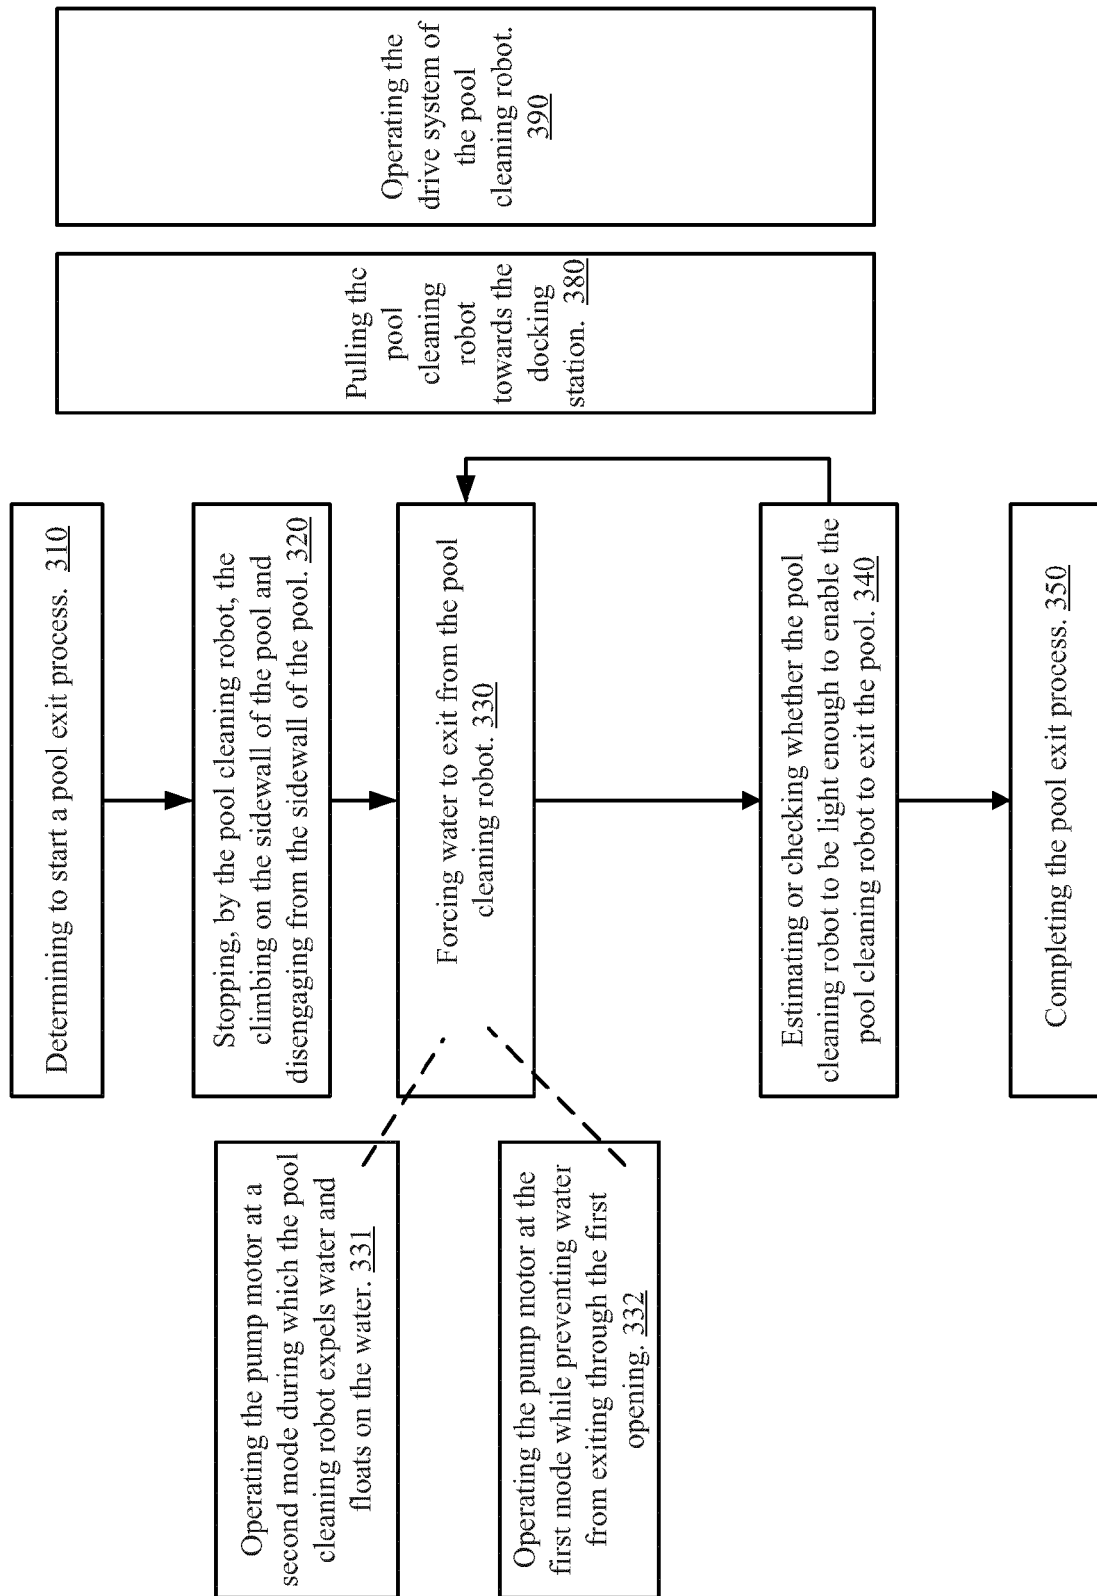 Determining to start a pool exit process. 310
Stopping, by the pool cleaning robot, the
climbing on the sidewall of the pool and
disengaging from the sidewall of the pool. 320
Operating the pump motor at a
second mode during which the pool
cleaning robot expels water and
floats on the water. 331
Operating the pump motor at the
first mode while preventing water
from exiting through the first
opening. 332
Forcing water to exit from the pool
cleaning robot. 330
Estimating or checking whether the pool
cleaning robot to be light enough to enable the
pool cleaning robot to exit the pool. 340
Completing the pool exit process. 350
Pulling the
pool
cleaning
robot
towards the
docking
station. 380
Operating the
drive system of
the pool
cleaning robot.
390